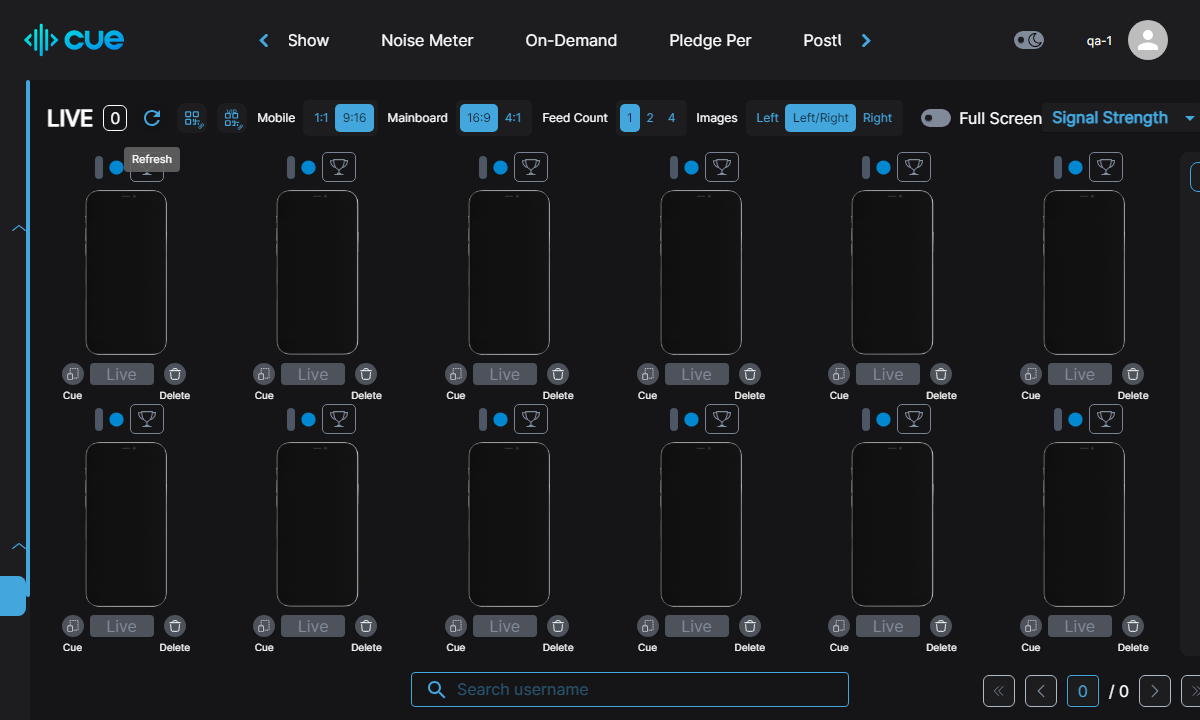 cue
Show
Noise Meter
On-Demand
Pledge Per
qa-1
LIVE 0
Mobile 1:1 9:16
Mainboard 16:9 4:1
Feed Count 1 2 4
Images Left Left/Right Right
Full Screen
Signal Strength
Refresh
Live Live Live Live Live Live
Cue Delete Cue Delete Cue Delete Cue Delete Cue Delete Cue Delete
Live Live Live Live Live Live
Cue Delete Cue Delete Cue Delete Cue Delete Cue Delete Cue Delete
Search username
0 / 0